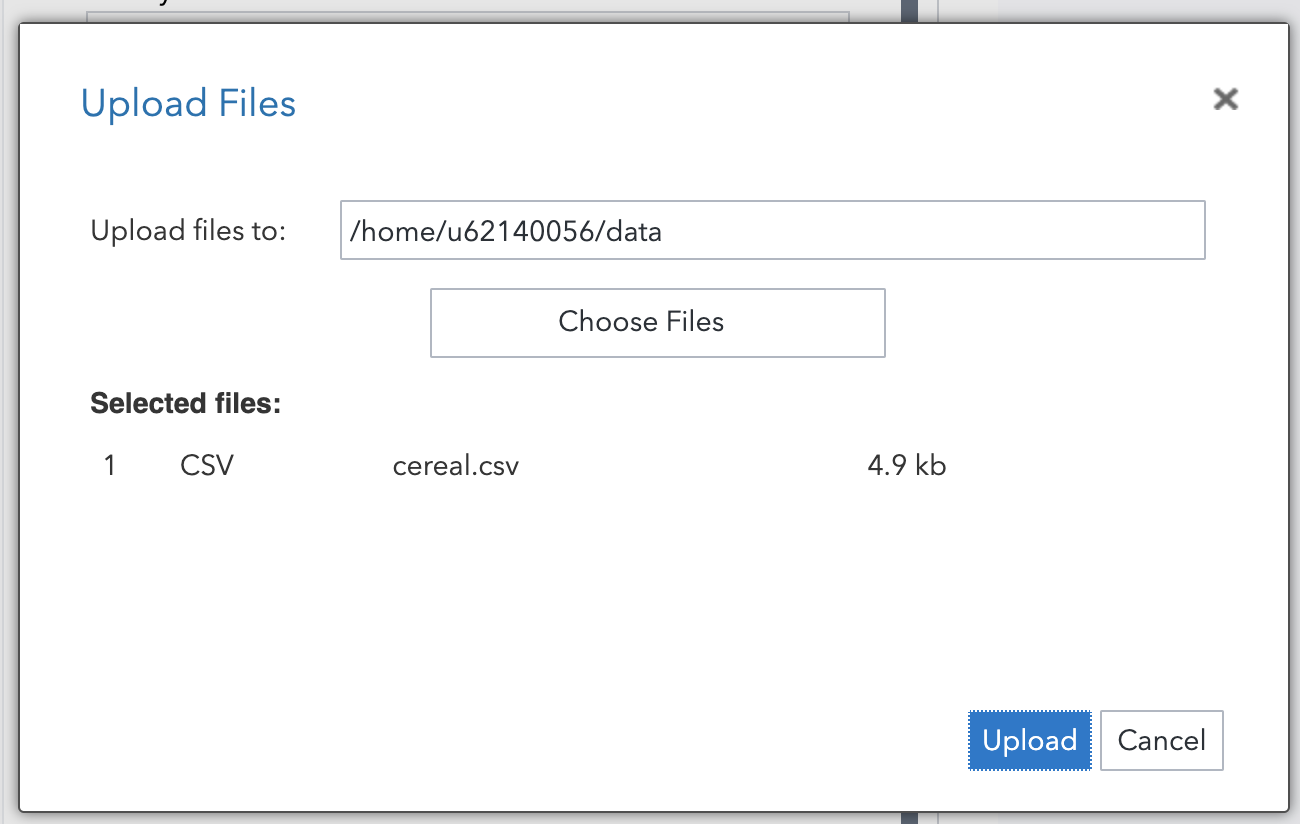 Upload Files
Upload files to: /home/u62140056/data
Choose Files
Selected files:
1 CSV cereal.csv 4.9 kb
Upload Cancel